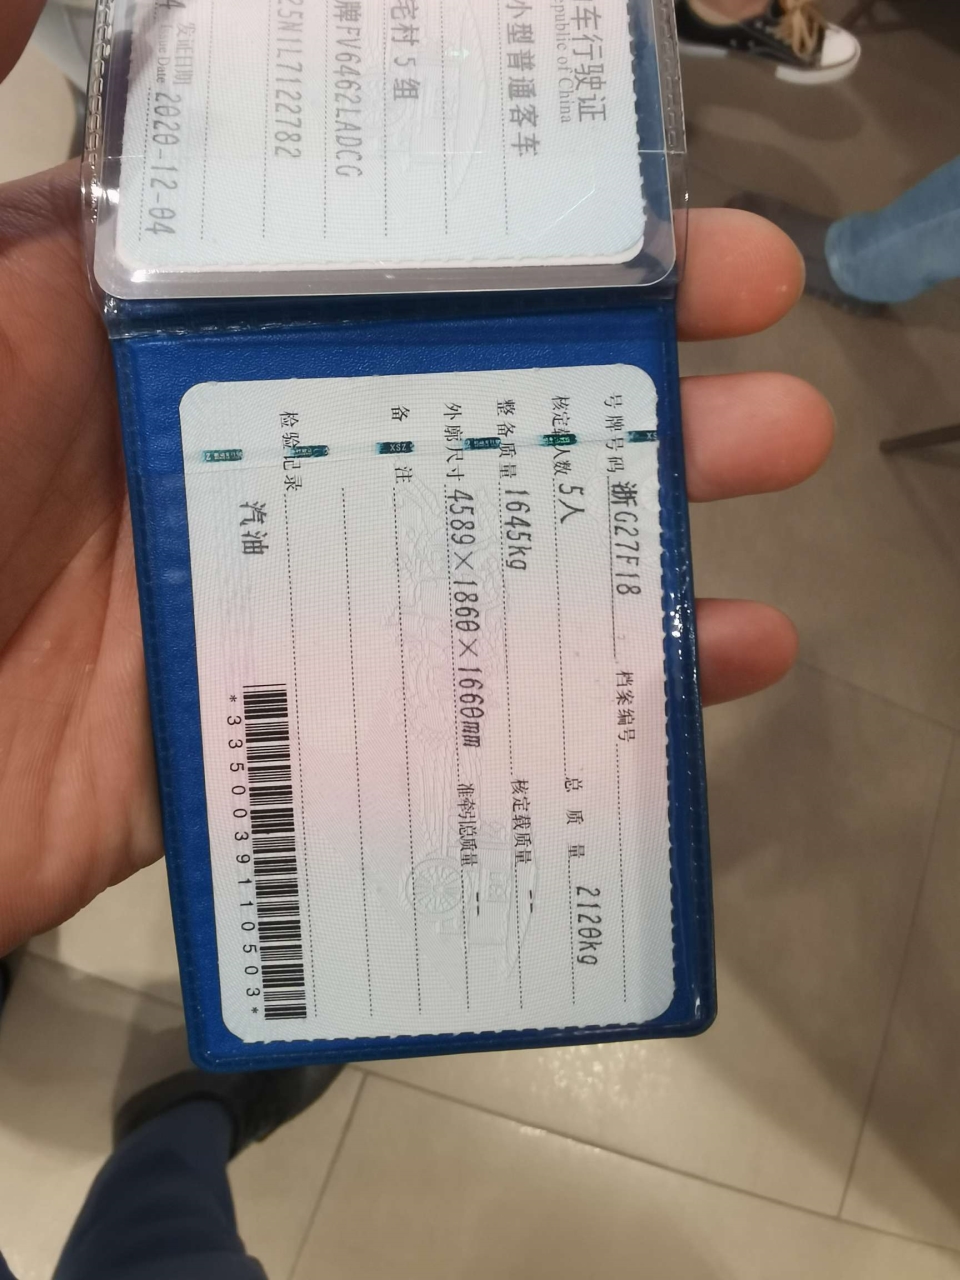 车行驶证
epublic of China
小型普通客车
宅村5组
牌FV6462LADCG
25N1L7122782
发证日期 2020-12-04
Issue Date
号牌号码 浙G27F18 档案编号
核定载人数 5人 总质量 2120kg
整备质量 1645kg 核定载质量 --
外廓尺寸 4589×1860×1660mm 准牵引总质量 --
备注
检验记录
汽油
*3350039110503*